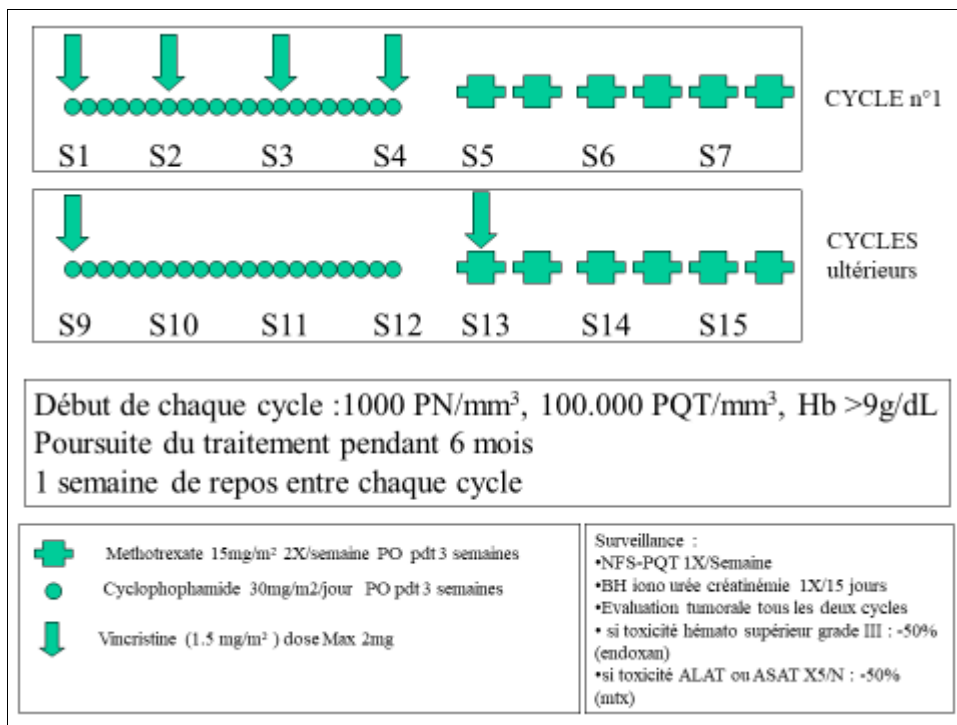 CYCLE n°1
S1 S2 S3 S4 S5 S6 S7
CYCLES
ultérieurs
S9 S10 S11 S12 S13 S14 S15
Début de chaque cycle :1000 PN/mm³, 100.000 PQT/mm³, Hb >9g/dL
Poursuite du traitement pendant 6 mois
1 semaine de repos entre chaque cycle
Methotrexate 15mg/m² 2X/semaine PO pdt 3 semaines
Cyclophophamide 30mg/m2/jour PO pdt 3 semaines
Vincristine (1.5 mg/m² ) dose Max 2mg
Surveillance :
•NFS-PQT 1X/Semaine
•BH iono urée créatinémie 1X/15 jours
•Evaluation tumorale tous les deux cycles
• si toxicité hémato supérieur grade III : -50%
(endoxan)
•si toxicité ALAT ou ASAT X5/N : -50%
(mtx)